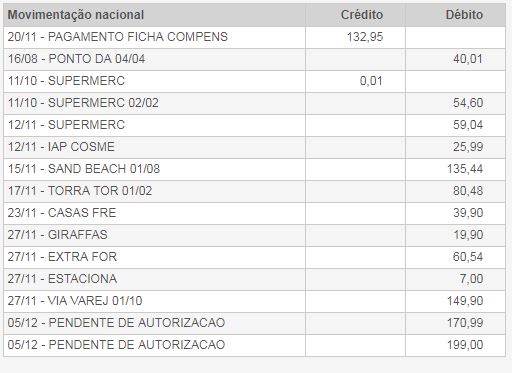 Movimentação nacional Crédito Débito
20/11 - PAGAMENTO FICHA COMPENS 132,95
16/08 - PONTO DA 04/04 40,01
11/10 - SUPERMERC 0,01
11/10 - SUPERMERC 02/02 54,60
12/11 - SUPERMERC 59,04
12/11 - IAP COSME 25,99
15/11 - SAND BEACH 01/08 135,44
17/11 - TORRA TOR 01/02 80,48
23/11 - CASAS FRE 39,90
27/11 - GIRAFFAS 19,90
27/11 - EXTRA FOR 60,54
27/11 - ESTACIONA 7,00
27/11 - VIA VAREJ 01/10 149,90
05/12 - PENDENTE DE AUTORIZACAO 170,99
05/12 - PENDENTE DE AUTORIZACAO 199,00